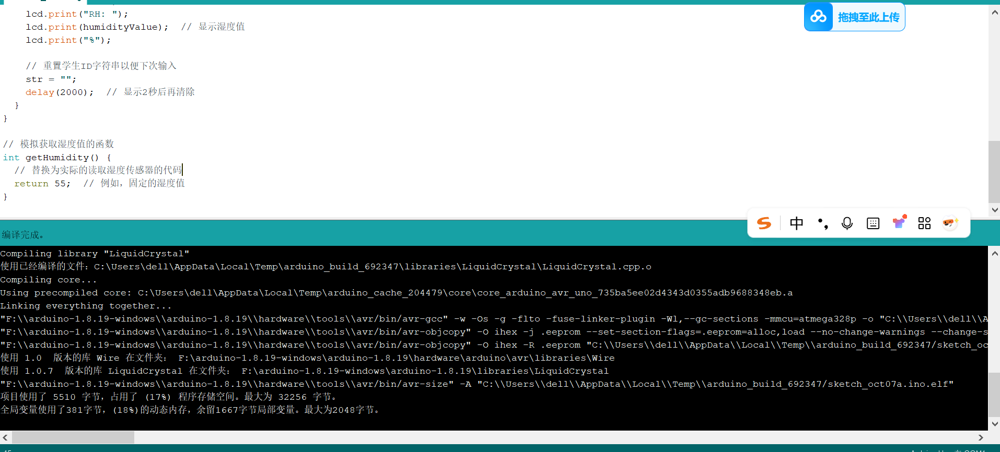 lcd.print("RH: ");
拖拽至此上传
lcd.print(humidityValue);  // 显示湿度值
lcd.print("%");
// 重置学生ID字符串以便下次输入
str = "";
delay(2000);  // 显示2秒后再清除
}
}
// 模拟获取湿度值的函数
int getHumidity() {
// 替换为实际的读取湿度传感器的代码
return 55;  // 例如，固定的湿度值
}
中
编译完成。
Compiling library "LiquidCrystal"
使用已经编译的文件：C:\Users\dell\AppData\Local\Temp\arduino_build_692347\libraries\LiquidCrystal\LiquidCrystal.cpp.o
Compiling core...
Using precompiled core: C:\Users\dell\AppData\Local\Temp\arduino_cache_204479\core\core_arduino_avr_uno_735ba5ee02d4343d0355adb9688348eb.a
Linking everything together...
"F:\\arduino-1.8.19-windows\\arduino-1.8.19\\hardware\\tools\\avr/bin/avr-gcc" -w -Os -g -flto -fuse-linker-plugin -Wl,--gc-sections -mmcu=atmega328p -o "C:\\Users\\dell\\A
"F:\\arduino-1.8.19-windows\\arduino-1.8.19\\hardware\\tools\\avr/bin/avr-objcopy" -O ihex -j .eeprom --set-section-flags=.eeprom=alloc,load --no-change-warnings --change-s
"F:\\arduino-1.8.19-windows\\arduino-1.8.19\\hardware\\tools\\avr/bin/avr-objcopy" -O ihex -R .eeprom "C:\\Users\\dell\\AppData\\Local\\Temp\\arduino_build_692347/sketch_oc
使用 1.0  版本的库 Wire 在文件夹： F:\arduino-1.8.19-windows\arduino-1.8.19\hardware\arduino\avr\libraries\Wire
使用 1.0.7  版本的库 LiquidCrystal 在文件夹： F:\arduino-1.8.19-windows\arduino-1.8.19\libraries\LiquidCrystal
"F:\\arduino-1.8.19-windows\\arduino-1.8.19\\hardware\\tools\\avr/bin/avr-size" -A "C:\\Users\\dell\\AppData\\Local\\Temp\\arduino_build_692347/sketch_oct07a.ino.elf"
项目使用了 5510 字节，占用了 (17%) 程序存储空间。最大为 32256 字节。
全局变量使用了381字节，(18%)的动态内存，余留1667字节局部变量。最大为2048字节。